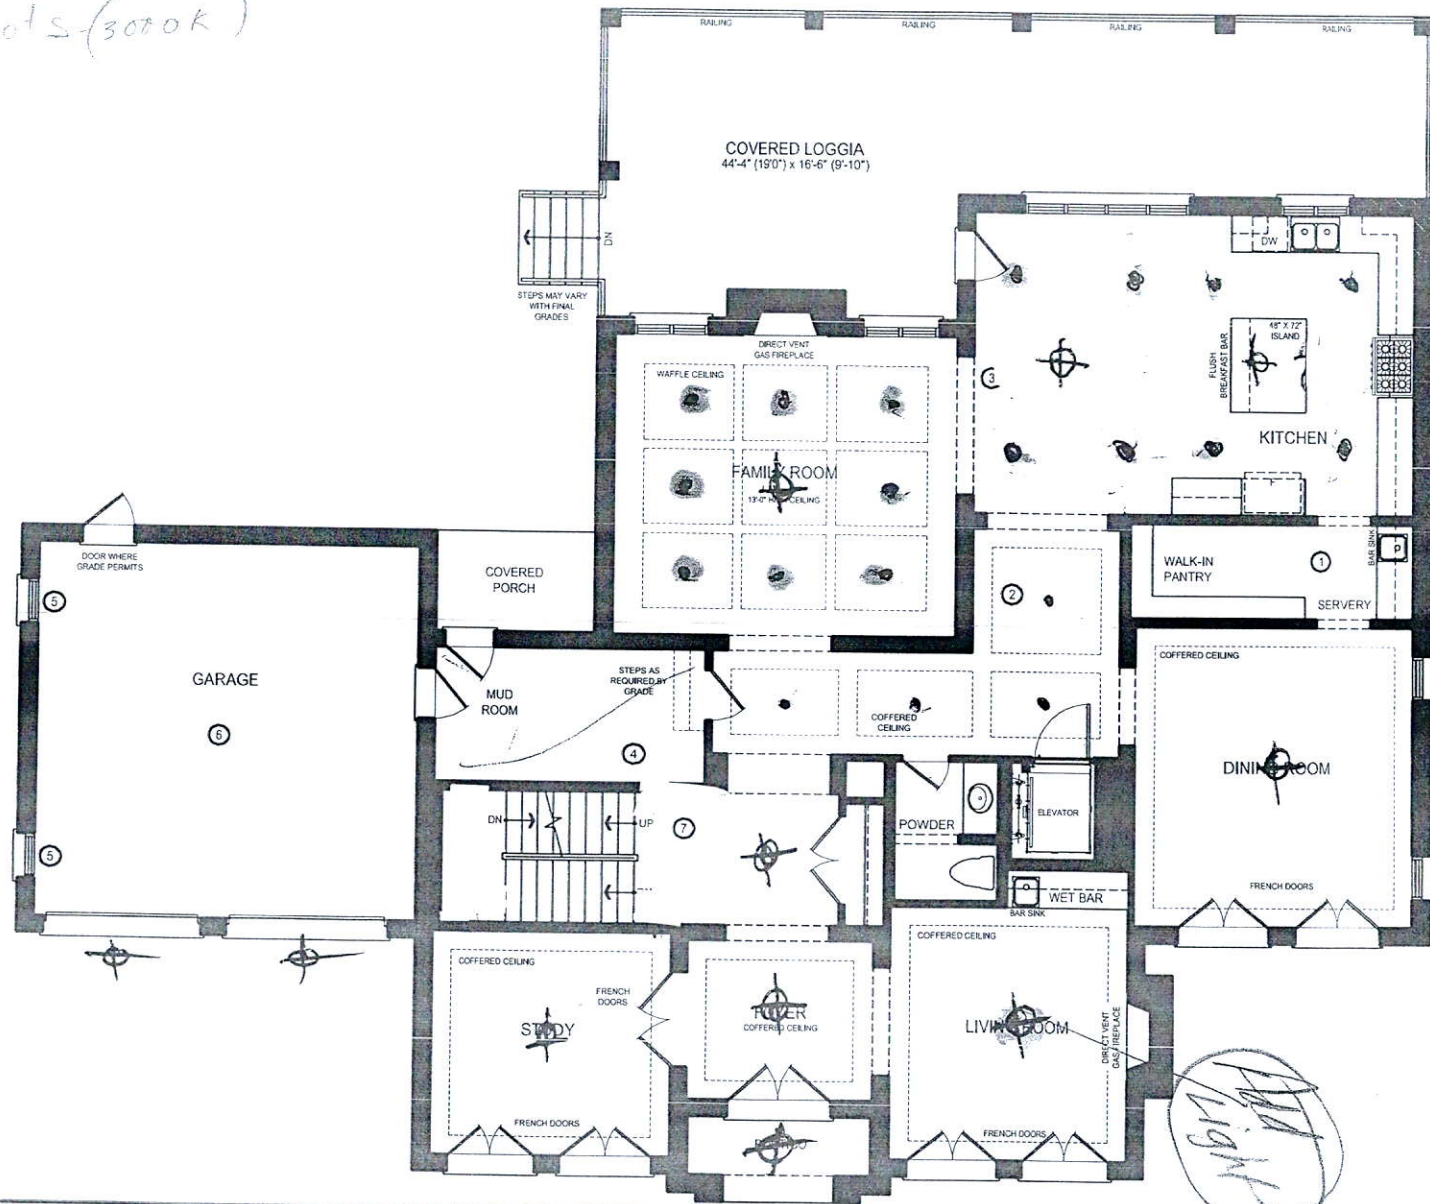 ots-(3000K)
RAILING
RAILING
RAILING
RAILING
COVERED LOGGIA
44'-4" (19'0") x 16'-6" (9'-10")
DN
STEPS MAY VARY
WITH FINAL
GRADES
DIRECT VENT
GAS FIREPLACE
DW
48" X 72"
ISLAND
FLUSH
BREAKFAST BAR
3
KITCHEN
WAFFLE CEILING
FAMILY ROOM
CEILING
F
DOOR WHERE
GRADE PERMITS
COVERED
PORCH
2
WALK-IN
PANTRY
1
BAR SINK
SERVERY
5
GARAGE
6
5
MUD
ROOM
STEPS AS
REQUIRED BY
GRADE
4
COFFERED
CEILING
COFFERED CEILING
DINING ROOM
FRENCH DOORS
DN
UP
7
POWDER
ELEVATOR
WET BAR
BAR SINK
COFFERED CEILING
FRENCH
DOORS
STUDY
FRENCH DOORS
FOYER
COFFERED CEILING
COFFERED CEILING
LIVING ROOM
DIRECT VENT
GAS FIREPLACE
FRENCH DOORS
Add
Light